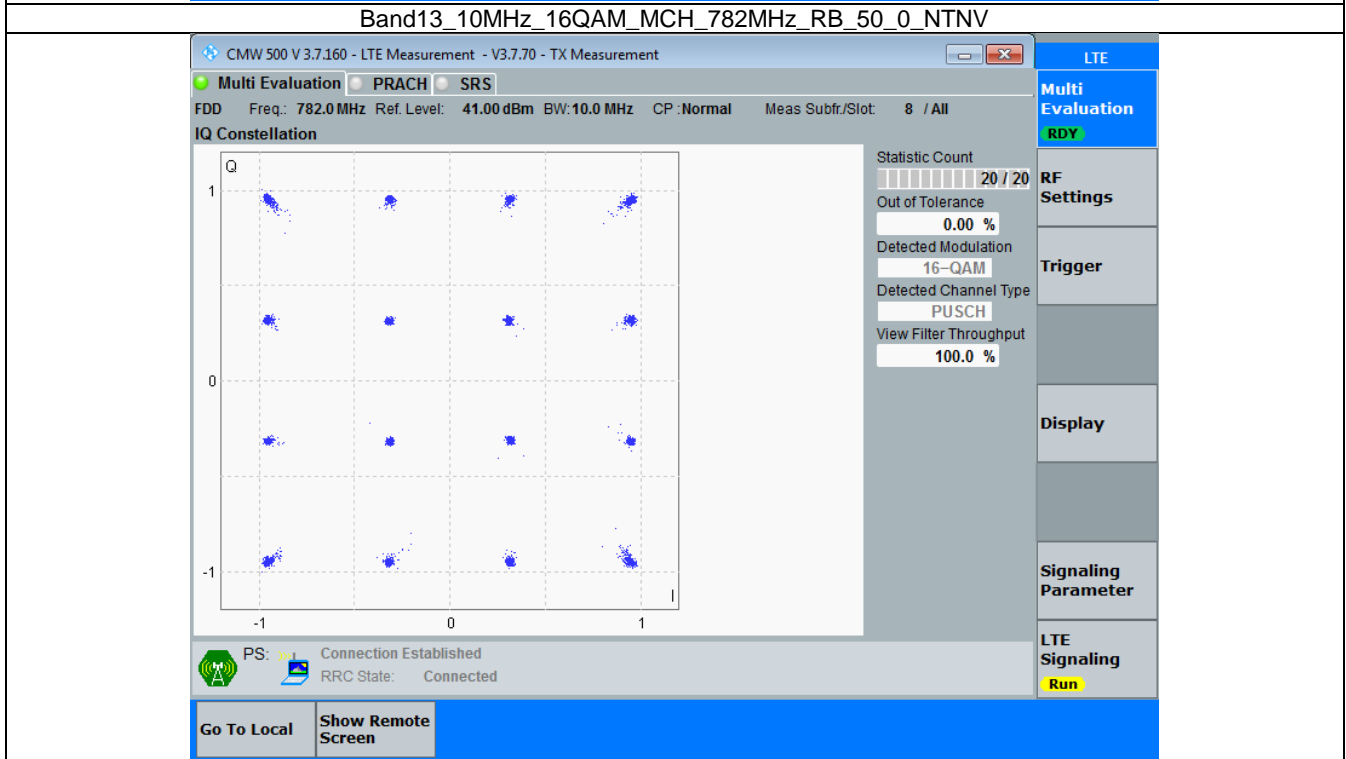 Band13_10MHz_16QAM_MCH_782MHz_RB_50_0_NTNV
CMW 500 V 3.7.160 - LTE Measurement - V3.7.70 - TX Measurement
LTE
Multi Evaluation PRACH SRS
FDD Freq.: 782.0 MHz Ref. Level: 41.00 dBm BW: 10.0 MHz CP : Normal Meas Subfr./Slot: 8 / All
IQ Constellation
Q
1
0
-1
I
-1 0 1
Statistic Count
20 / 20
Out of Tolerance
0.00 %
Detected Modulation
16-QAM
Detected Channel Type
PUSCH
View Filter Throughput
100.0 %
Multi
Evaluation
RDY
RF
Settings
Trigger
Display
Signaling
Parameter
LTE
Signaling
Run
PS: Connection Established
RRC State: Connected
Go To Local
Show Remote
Screen